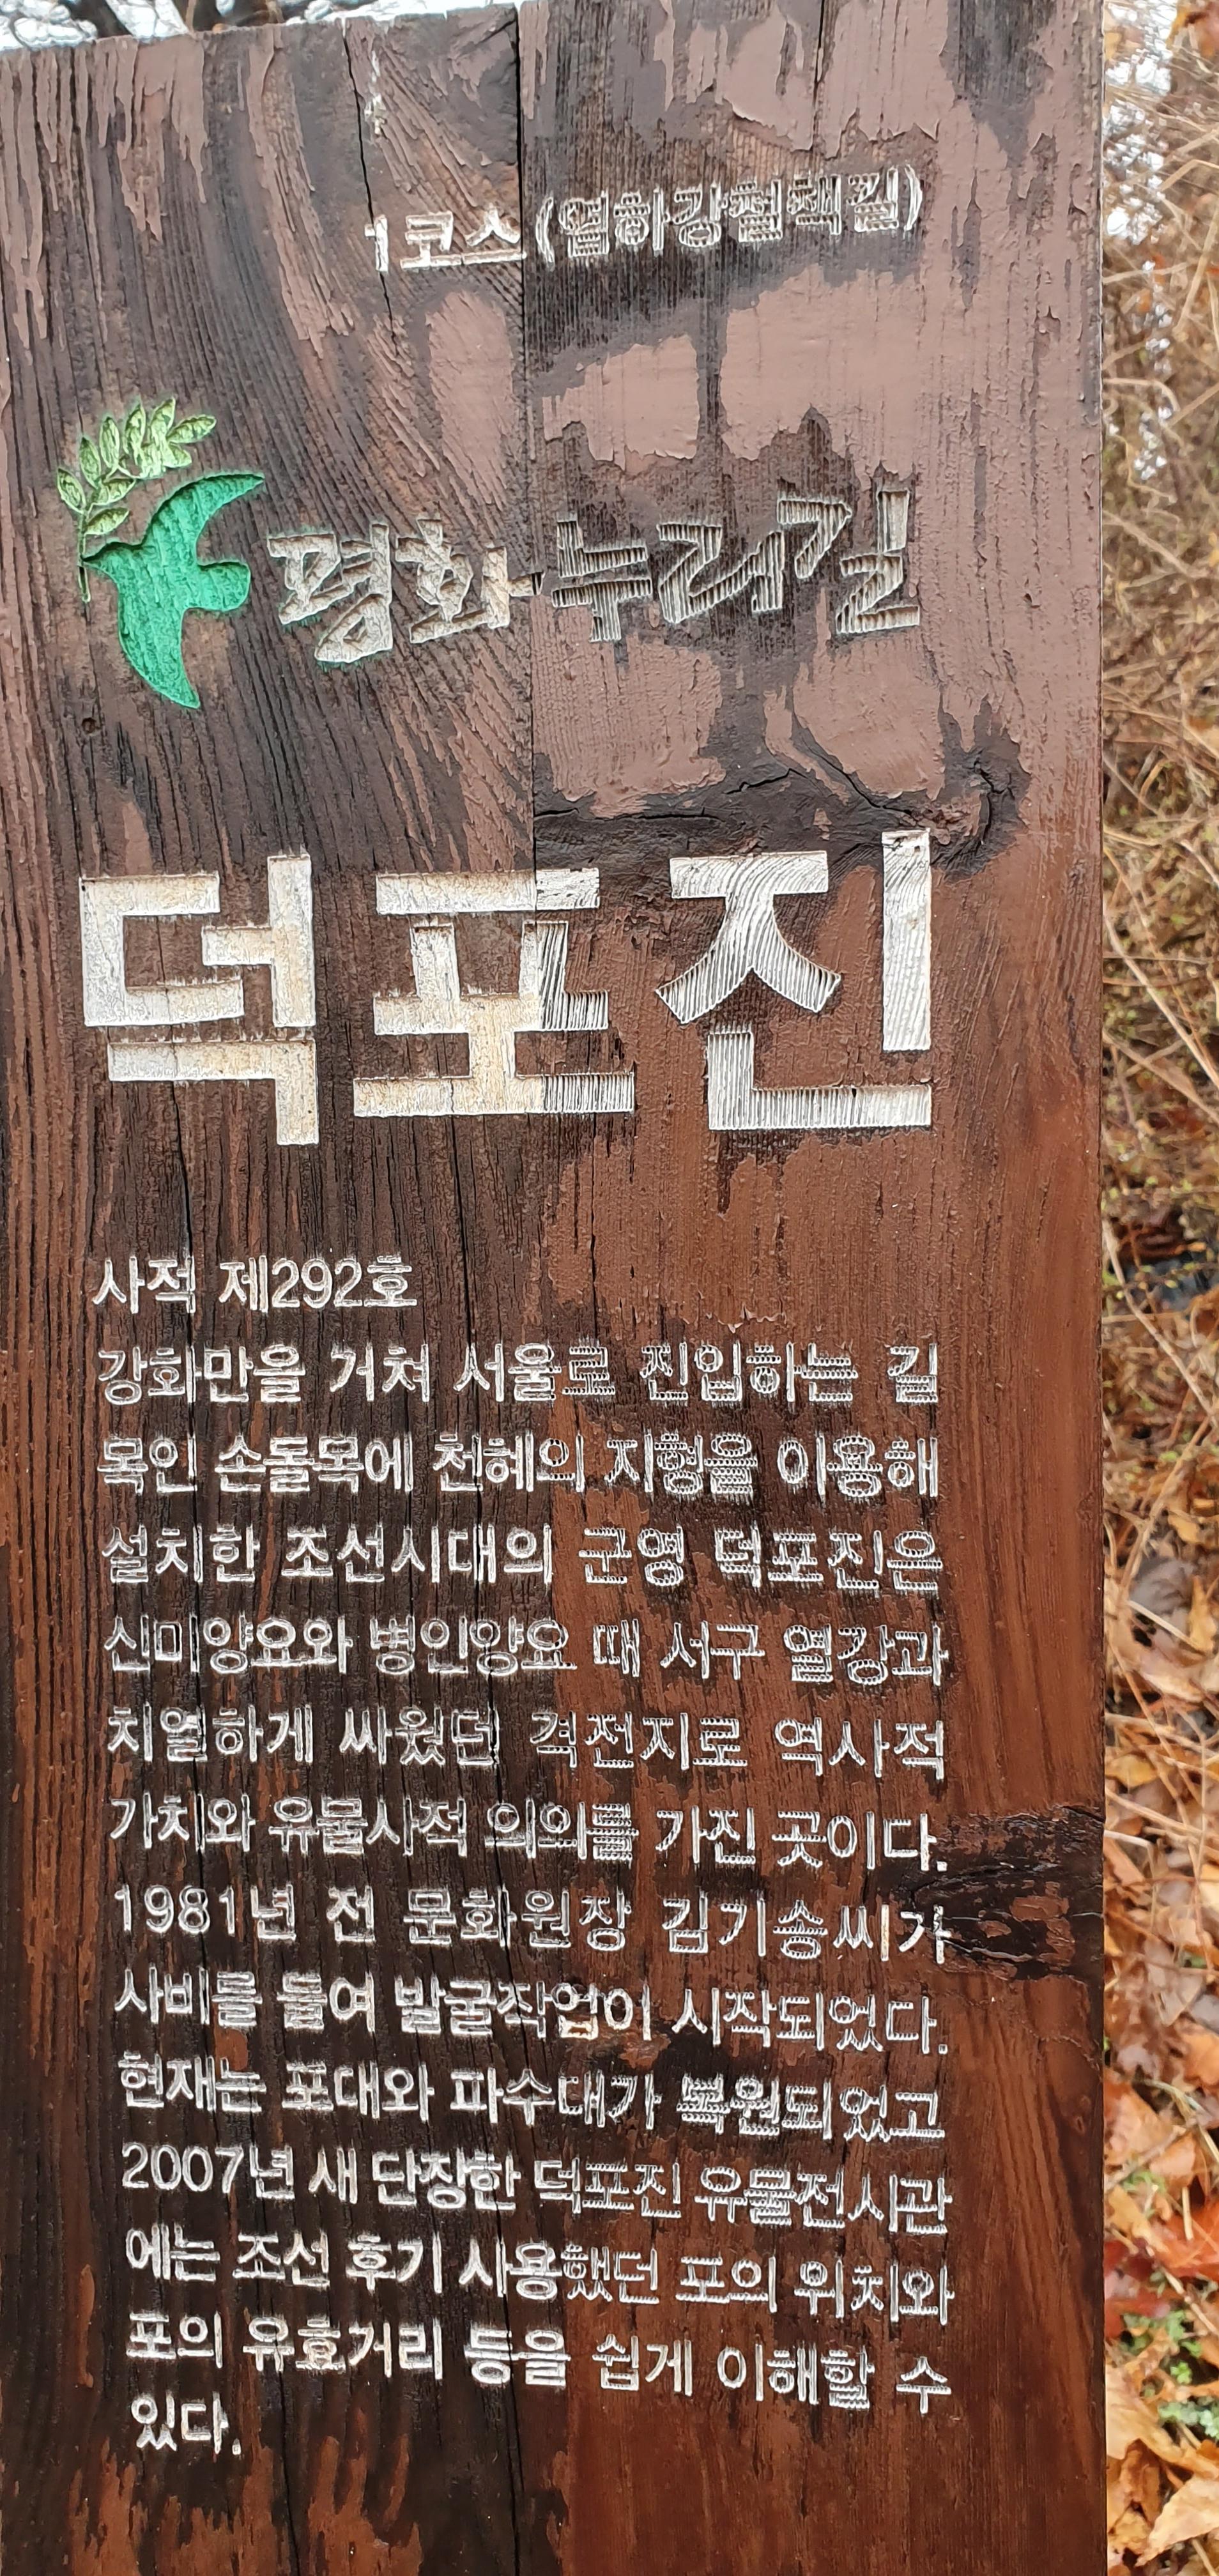 1코스(염하강철책길)
평화누리길
덕포진
사적 제292호
강화만을 거쳐 서울로 진입하는 길
목인 손돌목에 천혜의 지형을 이용해
설치한 조선시대의 군영 덕포진은
신미양요와 병인양요 때 서구 열강과
치열하게 싸웠던 격전지로 역사적
가치와 유물사적 의의를 가진 곳이다.
1981년 전 문화원장 김기송씨가
사비를 들여 발굴작업이 시작되었다.
현재는 포대와 파수대가 복원되었고
2007년 새 단장한 덕포진 유물전시관
에는 조선 후기 사용했던 포의 위치와
포의 유효거리 등을 쉽게 이해할 수
있다.